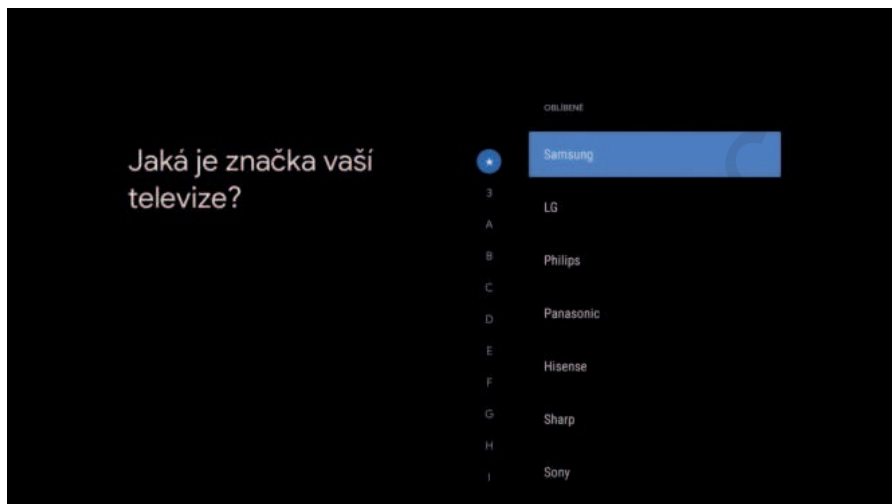 Jaká je značka vaší
televize?
★
3
A
B
C
D
E
F
G
H
I
OBLÍBENÉ
Samsung
LG
Philips
Panasonic
Hisense
Sharp
Sony